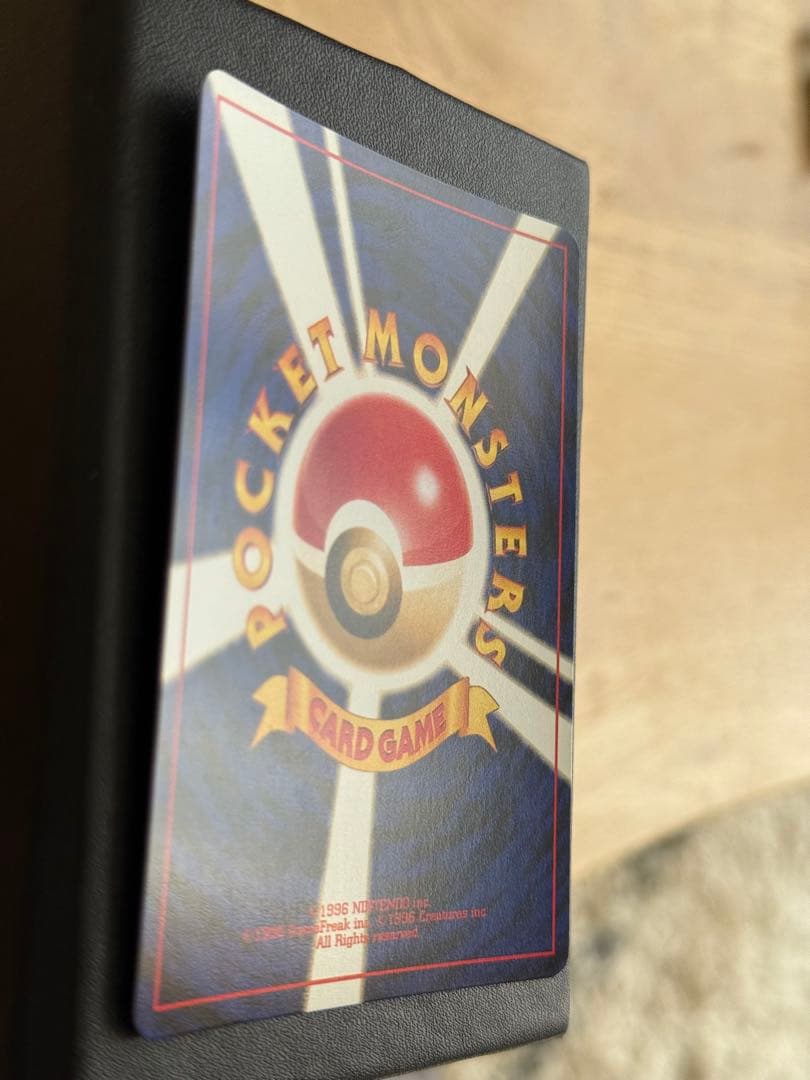 POCKET MONSTERS
CARD GAME
©1996 NINTENDO inc.
©1996 GameFreak inc. ©1996 Creatures inc.
All Rights reserved.